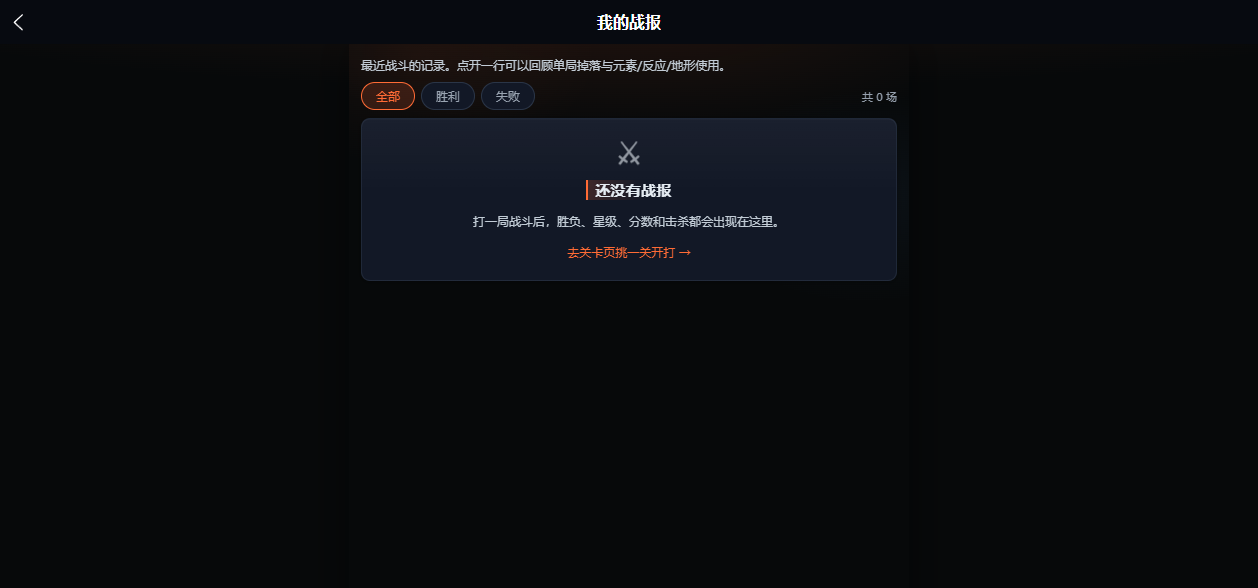 我的战报
最近战斗的记录。点开一行可以回顾单局掉落与元素/反应/地形使用。
全部 胜利 失败 共 0 场
还没有战报
打一局战斗后，胜负、星级、分数和击杀都会出现在这里。
去关卡页挑一关开打 →